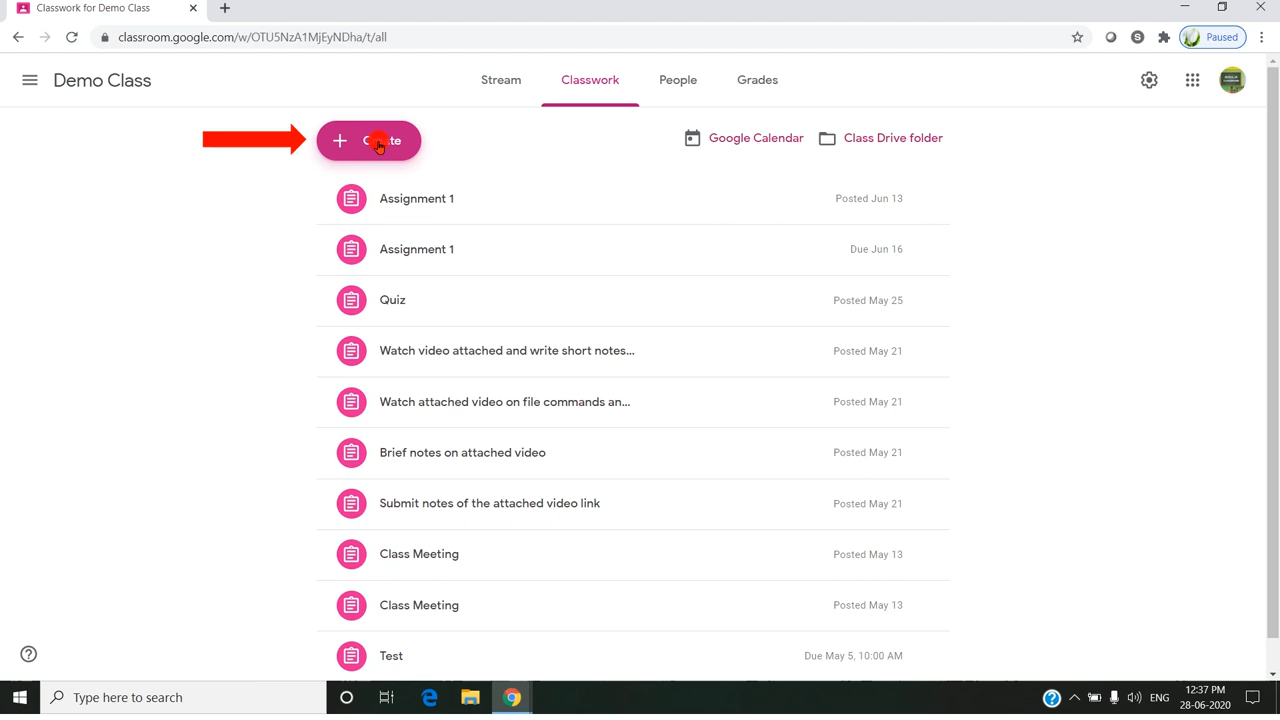 Classwork for Demo Class
classroom.google.com/w/OTU5NzA1MjEyNDha/t/all
Paused
Demo Class
Stream
Classwork
People
Grades
Google Calendar
Class Drive folder
Assignment 1
Posted Jun 13
Assignment 1
Due Jun 16
Quiz
Posted May 25
Watch video attached and write short notes...
Posted May 21
Watch attached video on file commands an...
Posted May 21
Brief notes on attached video
Posted May 21
Submit notes of the attached video link
Posted May 21
Class Meeting
Posted May 13
Class Meeting
Posted May 13
Test
Due May 5, 10:00 AM
Type here to search
ENG
12:37 PM
28-06-2020